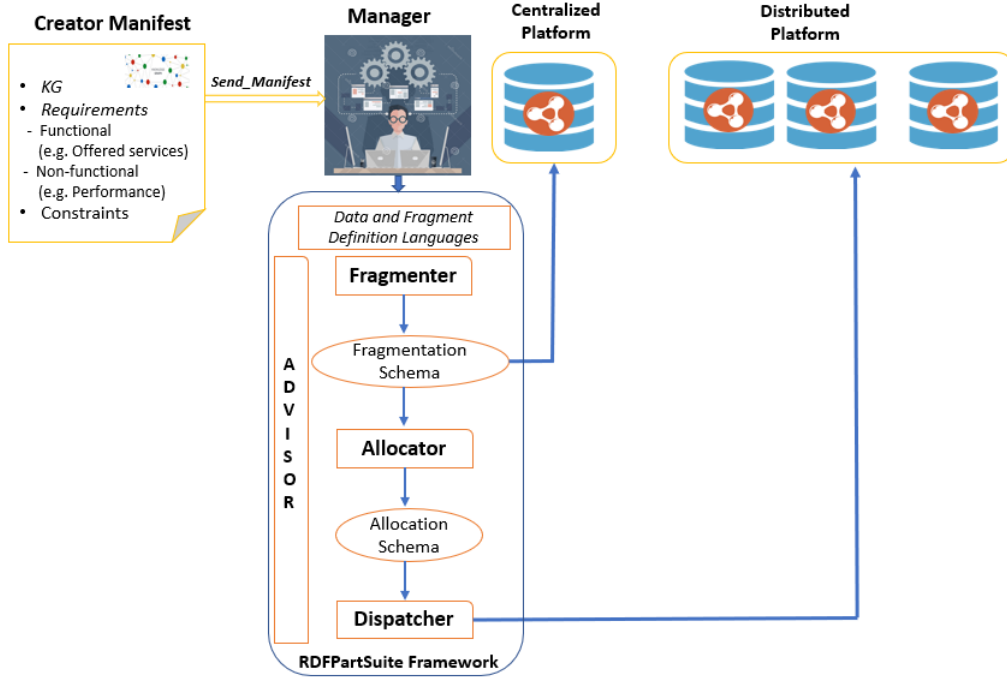 Creator Manifest
• KG
• Requirements
- Functional
(e.g. Offered services)
- Non-functional
(e.g. Performance)
• Constraints
Send_Manifest
Manager
Centralized
Platform
Distributed
Platform
Data and Fragment
Definition Languages
ADVISOR
Fragmenter
Fragmentation
Schema
Allocator
Allocation
Schema
Dispatcher
RDFPartSuite Framework